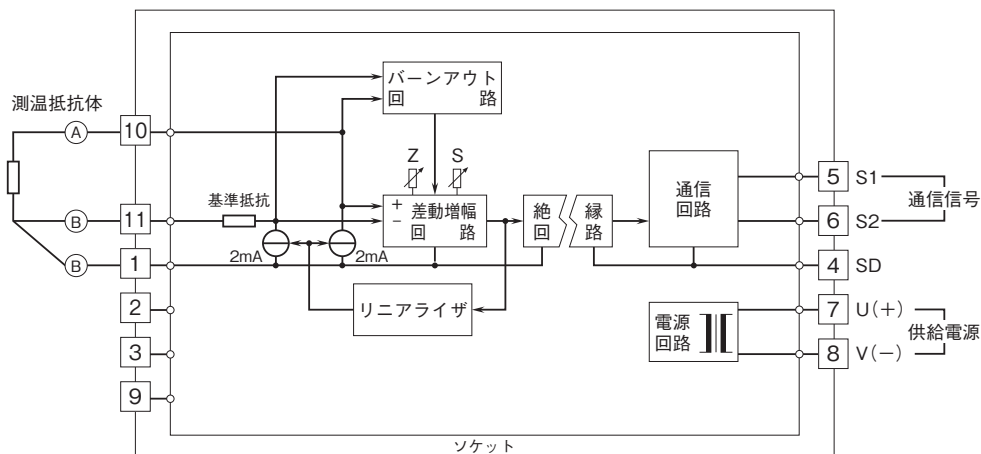 バーンアウト
回　　　路
測温抵抗体
A
10
Z
S
5
S1
通信
回路
通信信号
基準抵抗
+
差動増幅
絶
縁
B
11
−
回　　路
回
路
6
S2
2mA
2mA
B
1
4
SD
2
リニアライザ
7
U(+)
電源
回路
供給電源
3
8
V(−)
9
ソケット